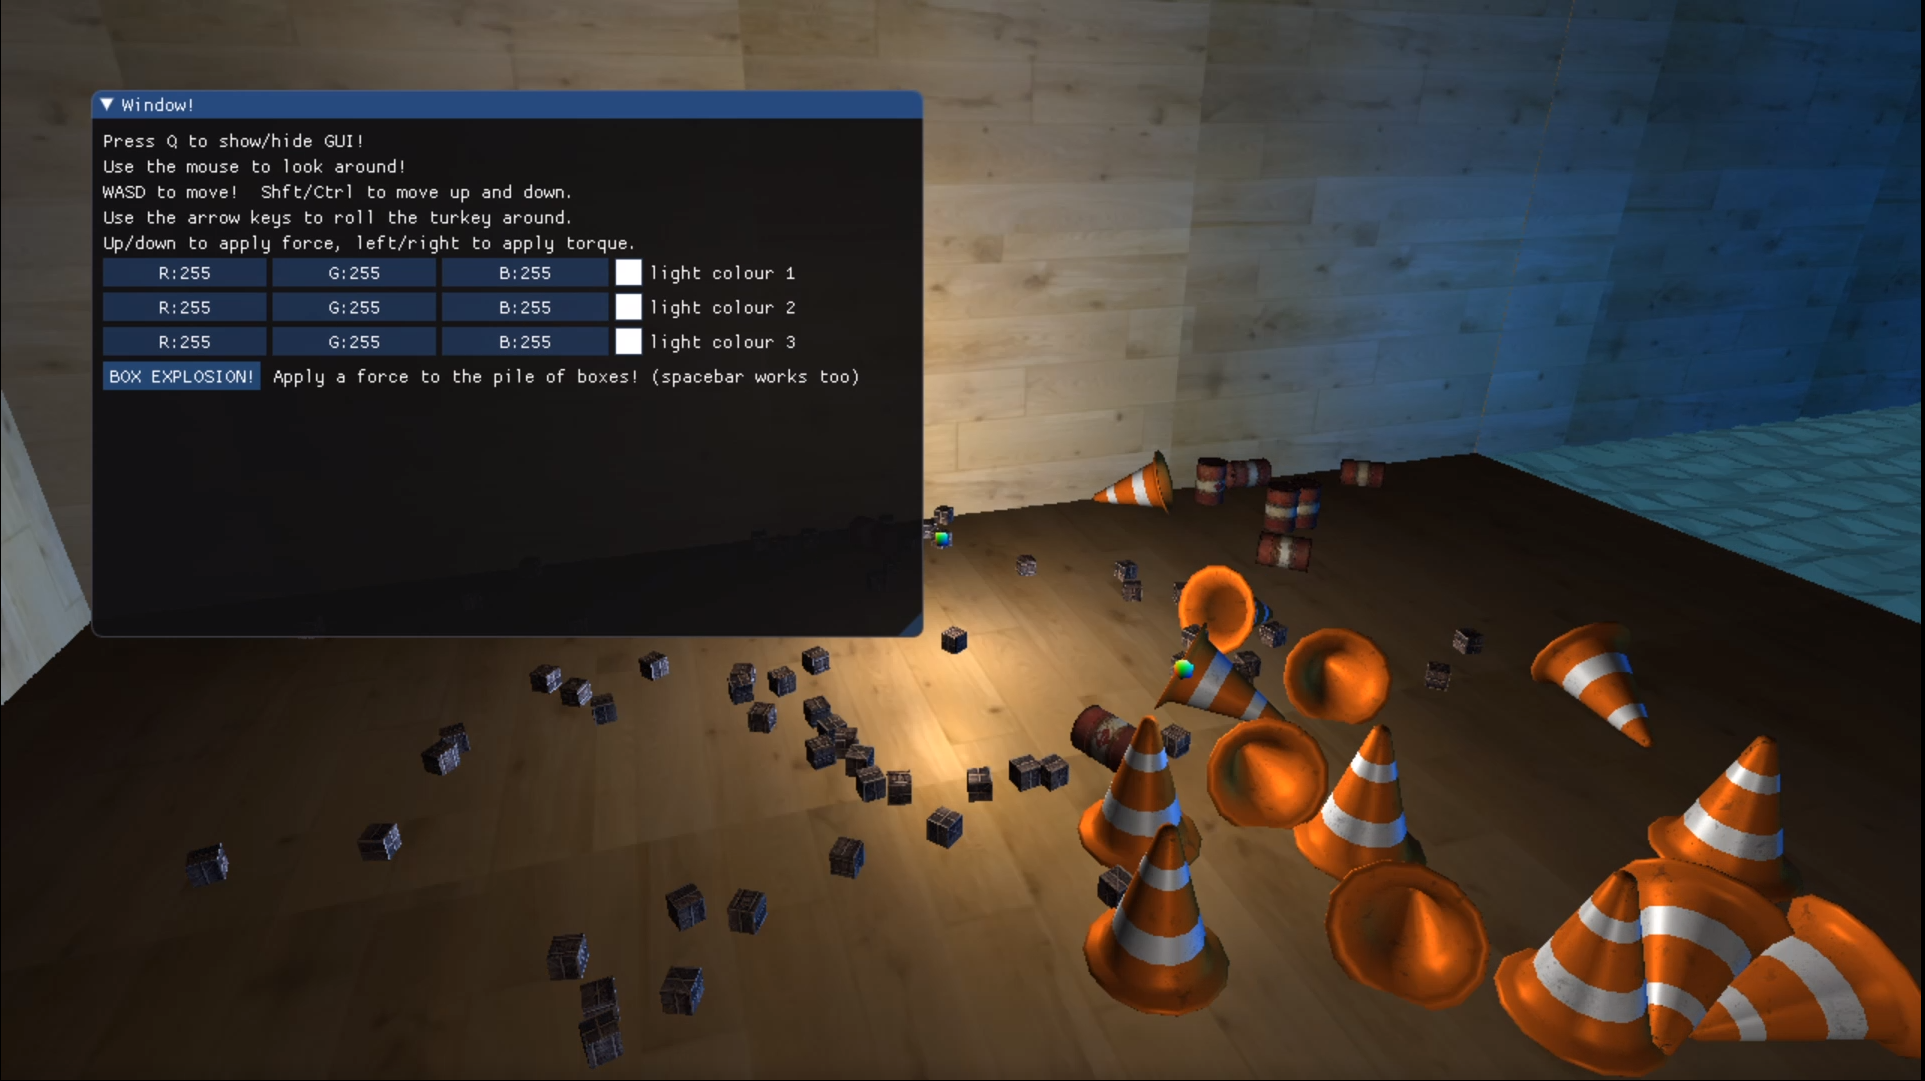 Window!
Press Q to show/hide GUI!
Use the mouse to look around!
WASD to move!  Shft/Ctrl to move up and down.
Use the arrow keys to roll the turkey around.
Up/down to apply force, left/right to apply torque.
R:255 G:255 B:255 light colour 1
R:255 G:255 B:255 light colour 2
R:255 G:255 B:255 light colour 3
BOX EXPLOSION! Apply a force to the pile of boxes! (spacebar works too)